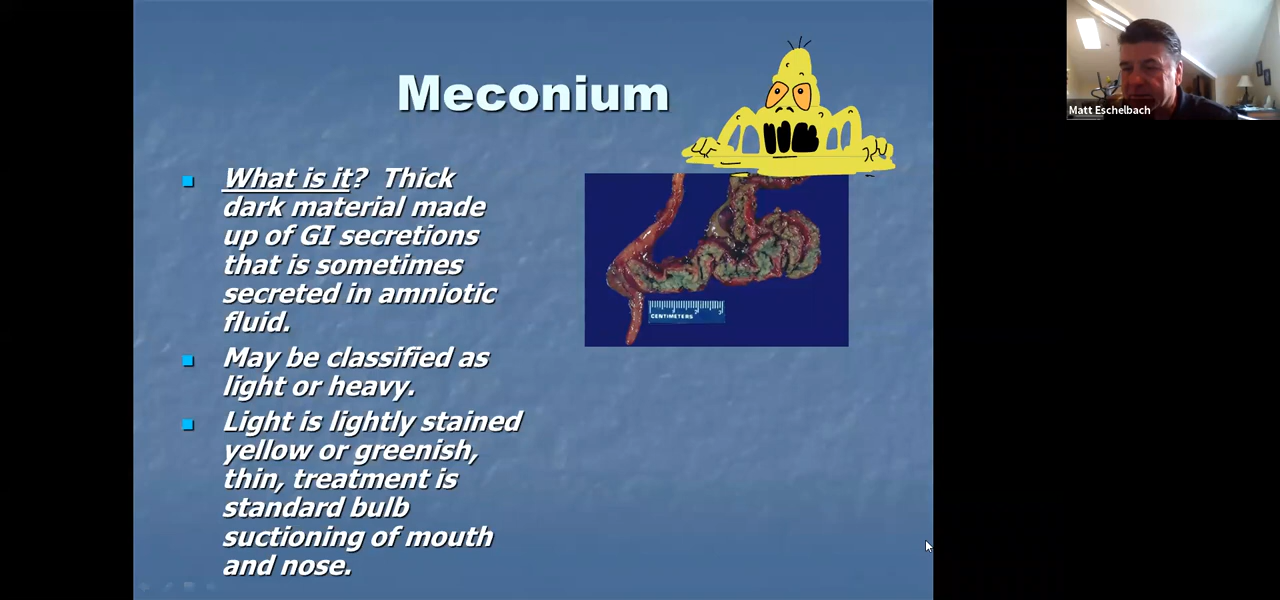 Meconium
What is it? Thick
dark material made
up of GI secretions
that is sometimes
secreted in amniotic
fluid.
May be classified as
light or heavy.
Light is lightly stained
yellow or greenish,
thin, treatment is
standard bulb
suctioning of mouth
and nose.
CENTIMETERS
Matt Eschelbach